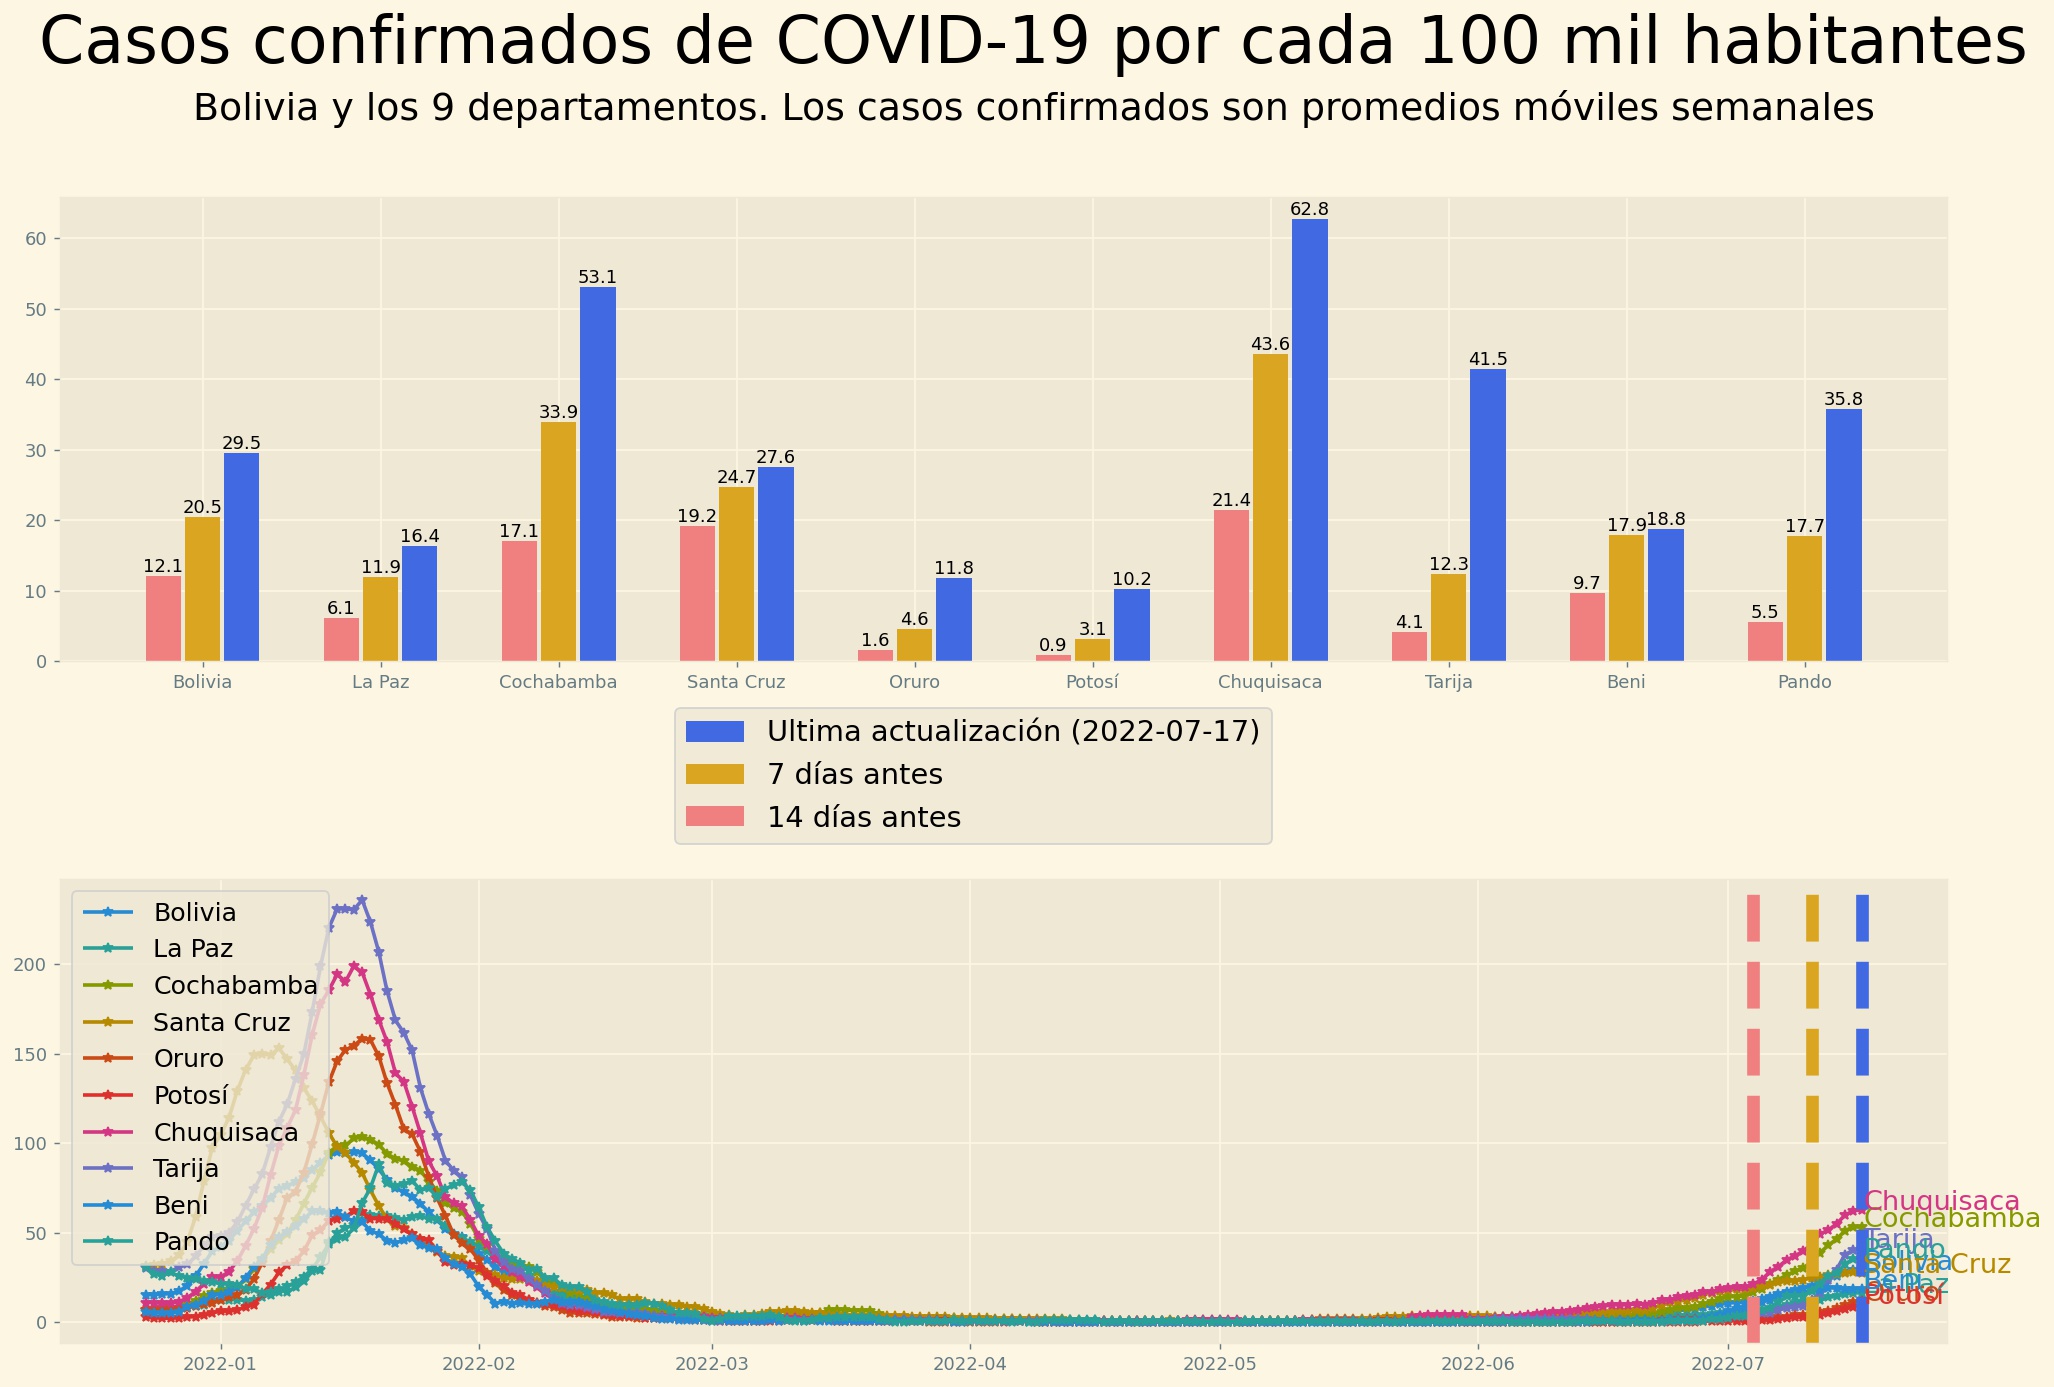 Casos confirmados de COVID-19 por cada 100 mil habitantes
Bolivia y los 9 departamentos. Los casos confirmados son promedios móviles semanales
60
50
40
30
20
10
0
12.1 20.5 29.5
6.1 11.9 16.4
17.1 33.9 53.1
19.2 24.7 27.6
1.6 4.6 11.8
0.9 3.1 10.2
21.4 43.6 62.8
4.1 12.3 41.5
9.7 17.9 18.8
5.5 17.7 35.8
Bolivia La Paz Cochabamba Santa Cruz Oruro Potosí Chuquisaca Tarija Beni Pando
Ultima actualización (2022-07-17)
7 días antes
14 días antes
200
150
100
50
0
Bolivia
La Paz
Cochabamba
Santa Cruz
Oruro
Potosí
Chuquisaca
Tarija
Beni
Pando
Chuquisaca
Cochabamba
Tarija
Pando
Bolivia
Santa Cruz
Beni
La Paz
Oruro
Potosí
2022-01 2022-02 2022-03 2022-04 2022-05 2022-06 2022-07